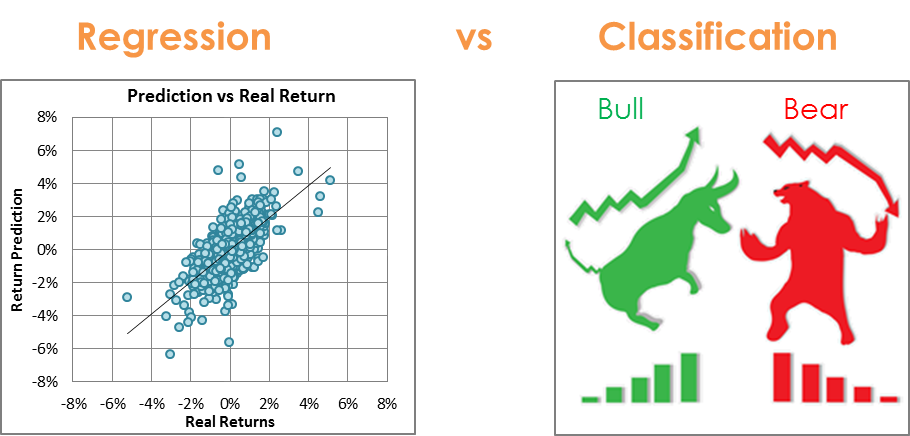 Regression vs Classification
Prediction vs Real Return
8%
6%
4%
2%
0%
-2%
-4%
-6%
-8%
Return Prediction
-8% -6% -4% -2% 0% 2% 4% 6% 8%
Real Returns
Bull Bear